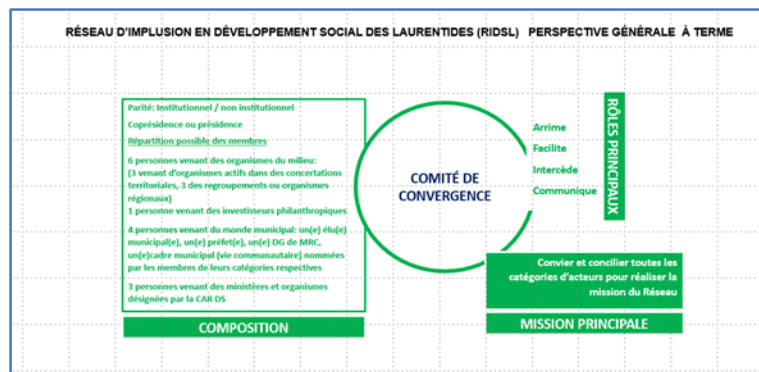 RÉSEAU D'IMPLUSION EN DÉVELOPPEMENT SOCIAL DES LAURENTIDES (RIDSL) PERSPECTIVE GÉNÉRALE À TERME
Parité: Institutionnel / non institutionnel
Coprésidence ou présidence
Répartition possible des membres
6 personnes venant des organismes du milieu:
(3 venant d'organismes actifs dans des concertations
territoriales, 3 des regroupements ou organismes
régionaux)
1 personne venant des investisseurs philanthropiques
4 personnes venant du monde municipal: un(e) élu(e)
municipal(e), un(e) préfet(e), un(e) DG de MRC,
un(e)cadre municipal (vie communautaire) nommées
par les membres de leurs catégories respectives
3 personnes venant des ministères et organismes
désignées par la CAR DS
COMPOSITION
COMITÉ DE
CONVERGENCE
Arrime
Facilite
Intercède
Communique
RÔLES PRINCIPAUX
Convier et concilier toutes les
catégories d'acteurs pour réaliser la
mission du Réseau
MISSION PRINCIPALE